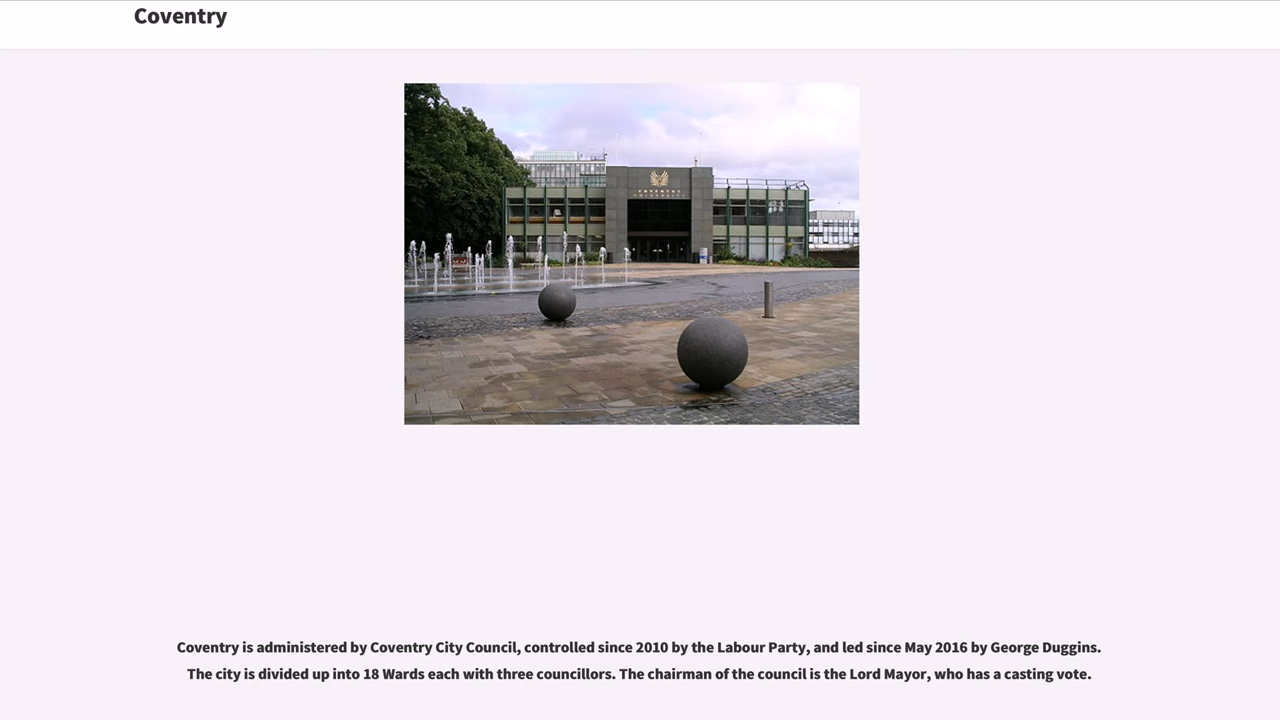 Coventry
COVENTRY
UNIVERSITY
Coventry is administered by Coventry City Council, controlled since 2010 by the Labour Party, and led since May 2016 by George Duggins.
The city is divided up into 18 Wards each with three councillors. The chairman of the council is the Lord Mayor, who has a casting vote.